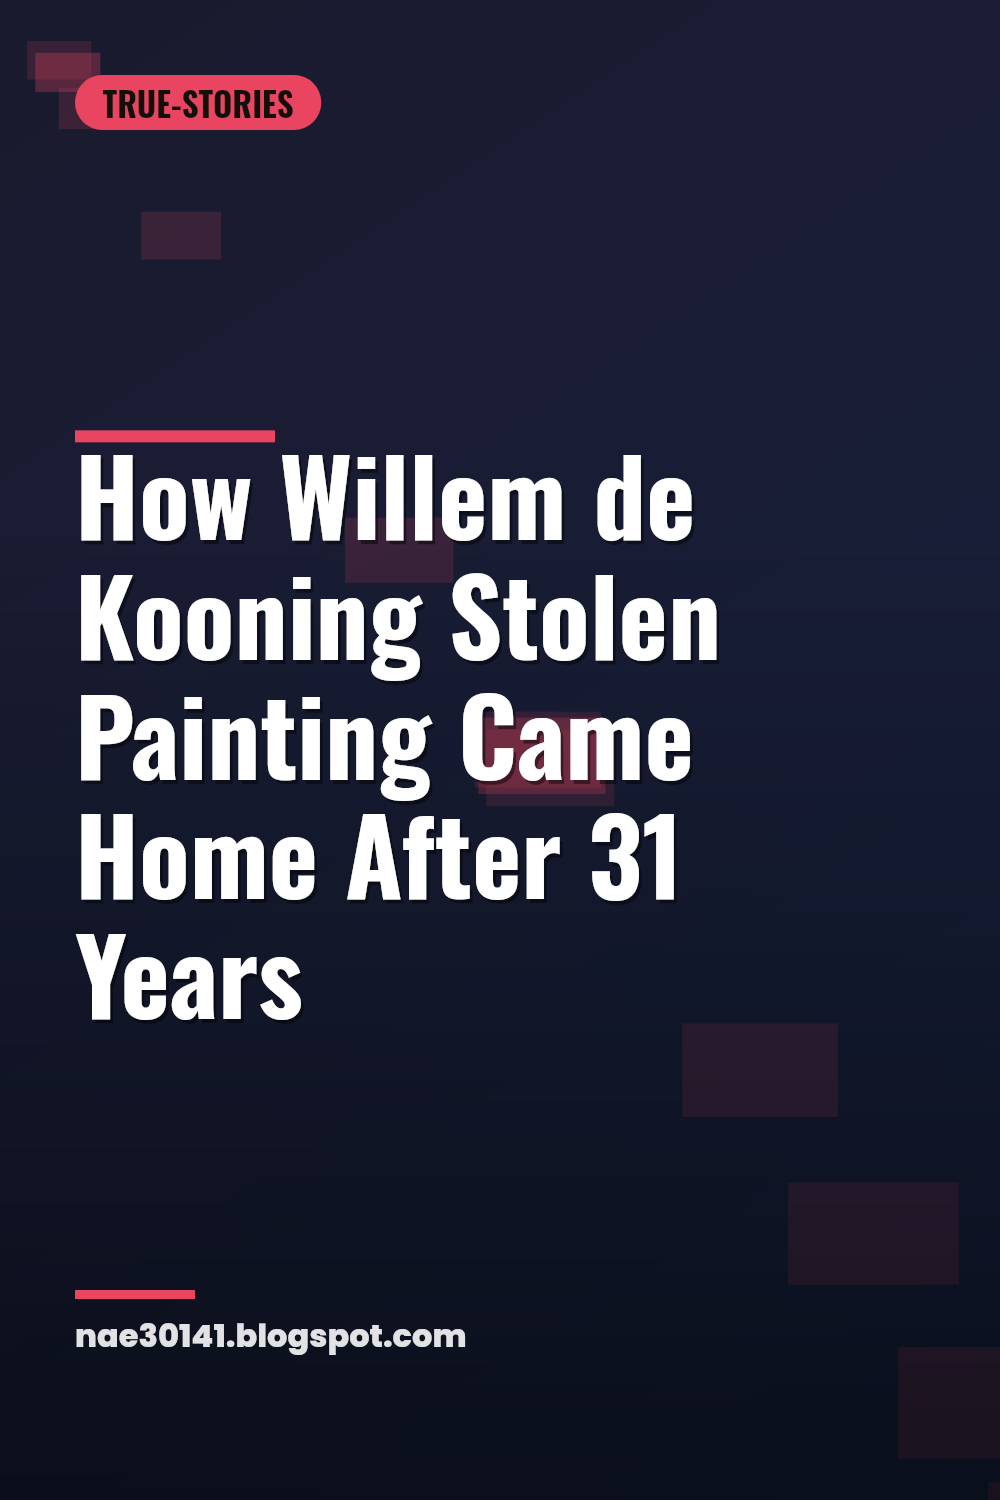 TRUE-STORIES
How Willem de
Kooning Stolen
Painting Came
Home After 31
Years
nae30141.blogspot.com